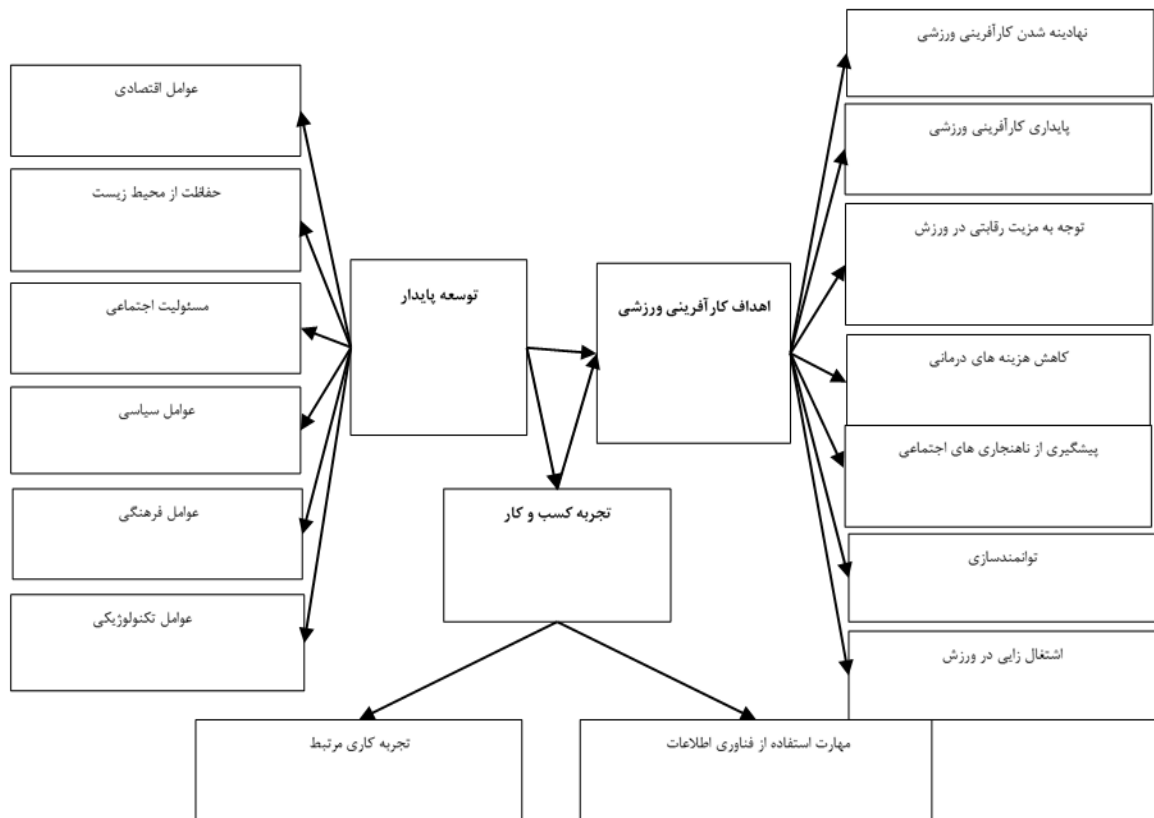 نهادینه شدن کارآفرینی ورزشی
پایداری کارآفرینی ورزشی
توجه به مزیت رقابتی در ورزش
کاهش هزینه های درمانی
پیشگیری از ناهنجاری های اجتماعی
توانمندسازی
اشتغال زایی در ورزش
اهداف کارآفرینی ورزشی
توسعه پایدار
تجربه کسب و کار
عوامل اقتصادی
حفاظت از محیط زیست
مسئولیت اجتماعی
عوامل سیاسی
عوامل فرهنگی
عوامل تکنولوژیکی
مهارت استفاده از فناوری اطلاعات
تجربه کاری مرتبط